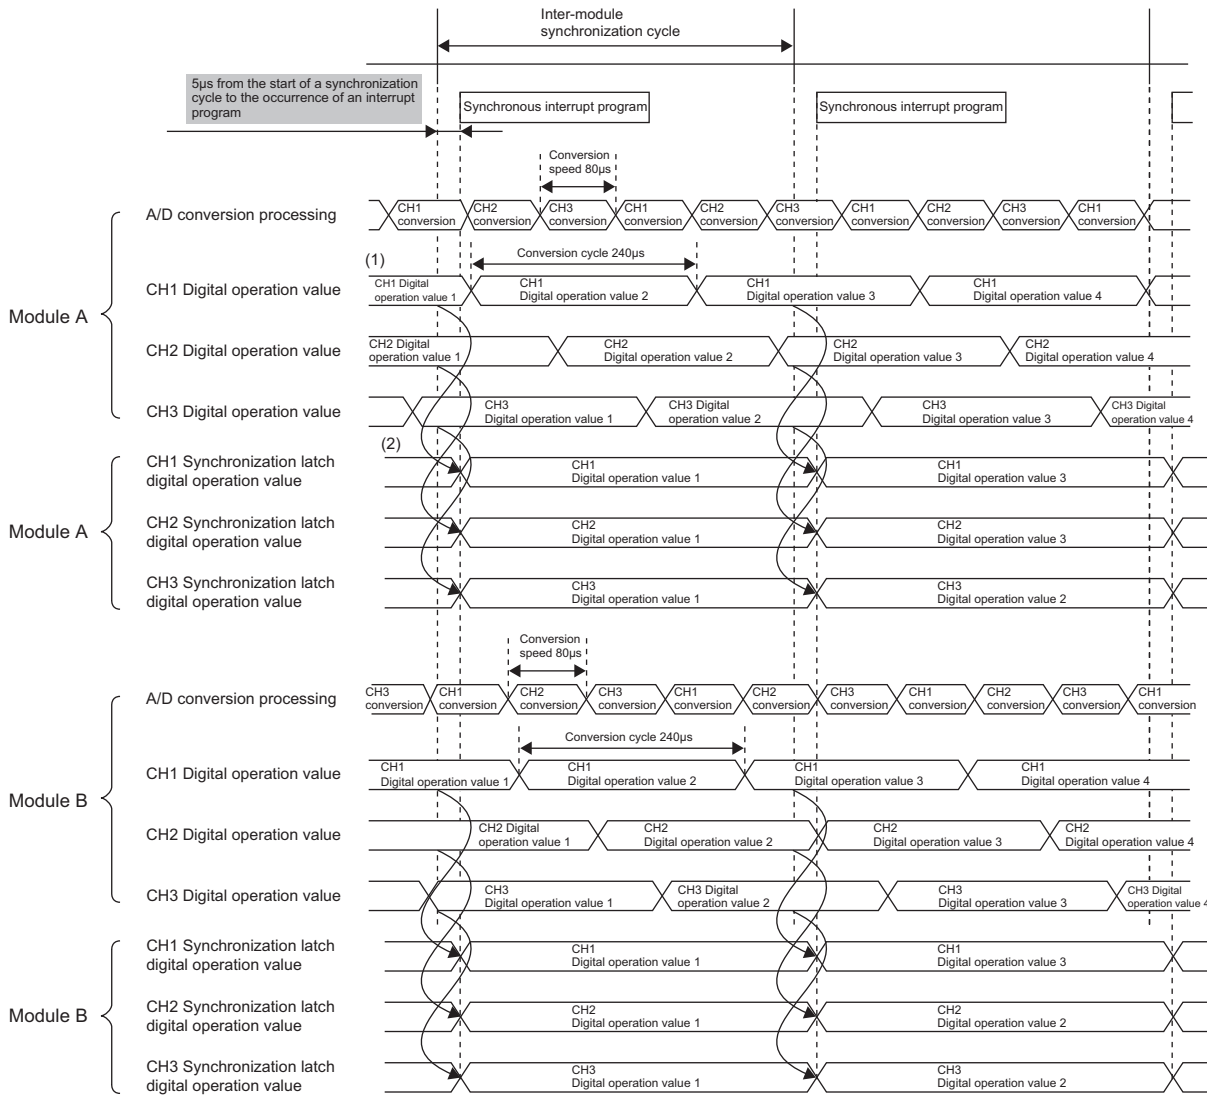 Inter-module
synchronization cycle
5µs from the start of a synchronization
cycle to the occurrence of an interrupt
program
Synchronous interrupt program
Synchronous interrupt program
Conversion
speed 80µs
Module A
A/D conversion processing
CH1
conversion
CH2
conversion
CH3
conversion
CH1
conversion
CH2
conversion
CH3
conversion
CH1
conversion
CH2
conversion
CH3
conversion
CH1
conversion
(1)
Conversion cycle 240µs
CH1 Digital operation value
CH1 Digital
operation value 1
CH1
Digital operation value 2
CH1
Digital operation value 3
CH1
Digital operation value 4
CH2 Digital operation value
CH2 Digital
operation value 1
CH2
Digital operation value 2
CH2
Digital operation value 3
CH2
Digital operation value 4
CH3 Digital operation value
CH3
Digital operation value 1
CH3 Digital
operation value 2
CH3
Digital operation value 3
CH3 Digital
operation value 4
(2)
Module A
CH1 Synchronization latch
digital operation value
CH1
Digital operation value 1
CH1
Digital operation value 3
CH2 Synchronization latch
digital operation value
CH2
Digital operation value 1
CH2
Digital operation value 3
CH3 Synchronization latch
digital operation value
CH3
Digital operation value 1
CH3
Digital operation value 2
Conversion
speed 80µs
Module B
A/D conversion processing
CH3
conversion
CH1
conversion
CH2
conversion
CH3
conversion
CH1
conversion
CH2
conversion
CH3
conversion
CH1
conversion
CH2
conversion
CH3
conversion
CH1
conversion
Conversion cycle 240µs
CH1 Digital operation value
CH1
Digital operation value 1
CH1
Digital operation value 2
CH1
Digital operation value 3
CH1
Digital operation value 4
CH2 Digital operation value
CH2 Digital
operation value 1
CH2
Digital operation value 2
CH2
Digital operation value 3
CH2
Digital operation value 4
CH3 Digital operation value
CH3
Digital operation value 1
CH3 Digital
operation value 2
CH3
Digital operation value 3
CH3 Digital
operation value 4
Module B
CH1 Synchronization latch
digital operation value
CH1
Digital operation value 1
CH1
Digital operation value 3
CH2 Synchronization latch
digital operation value
CH2
Digital operation value 1
CH2
Digital operation value 2
CH3 Synchronization latch
digital operation value
CH3
Digital operation value 1
CH3
Digital operation value 2